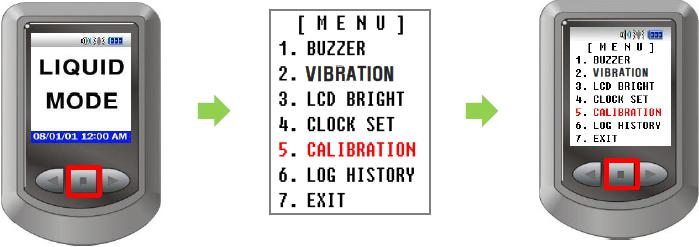 LIQUID
MODE
08/01/01 12:00 AM
[ M E N U ]
1. BUZZER
2. VIBRATION
3. LCD BRIGHT
4. CLOCK SET
5. CALIBRATION
6. LOG HISTORY
7. EXIT
[ M E N U ]
1. BUZZER
2. VIBRATION
3. LCD BRIGHT
4. CLOCK SET
5. CALIBRATION
6. LOG HISTORY
7. EXIT